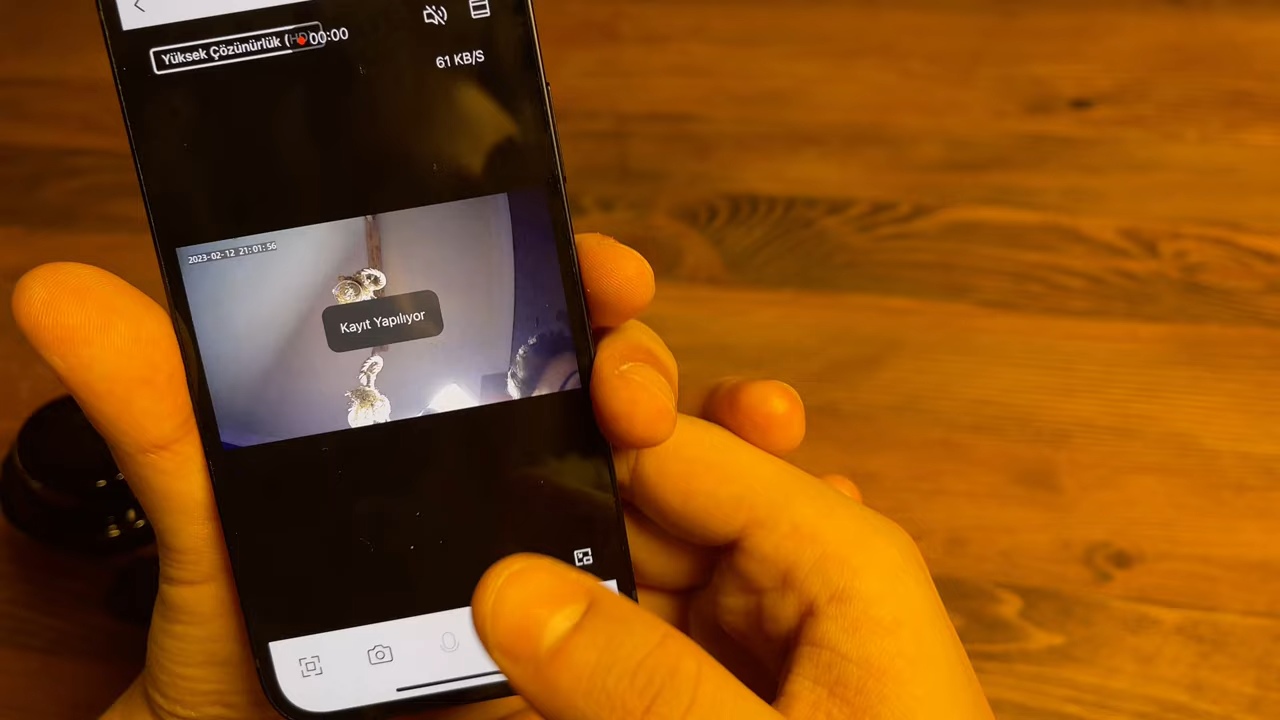 Yüksek Çözünürlük (HD)
00:00
61 KB/S
2023-02-12 21:01:56
Kayıt Yapılıyor